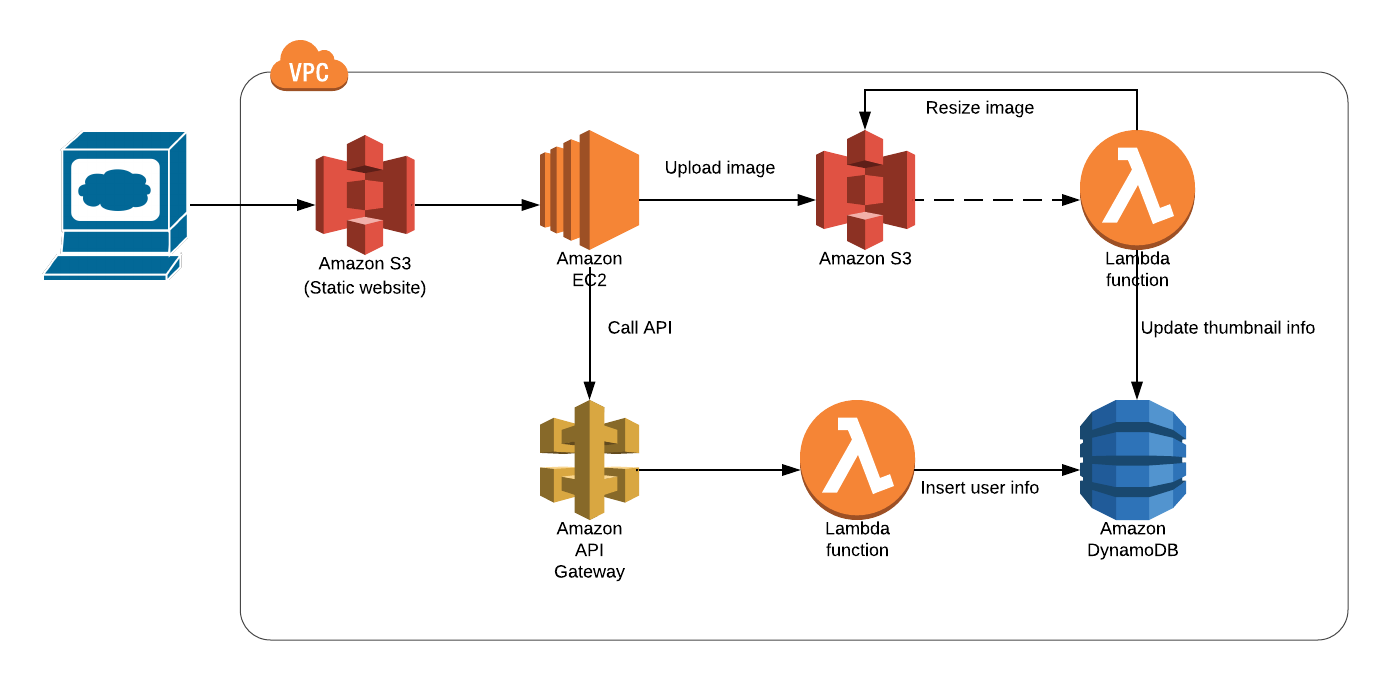 VPC
Resize image
Upload image
Amazon S3
(Static website)
Amazon
EC2
Amazon S3
Lambda
function
Call API
Update thumbnail info
Insert user info
Amazon
API
Gateway
Lambda
function
Amazon
DynamoDB